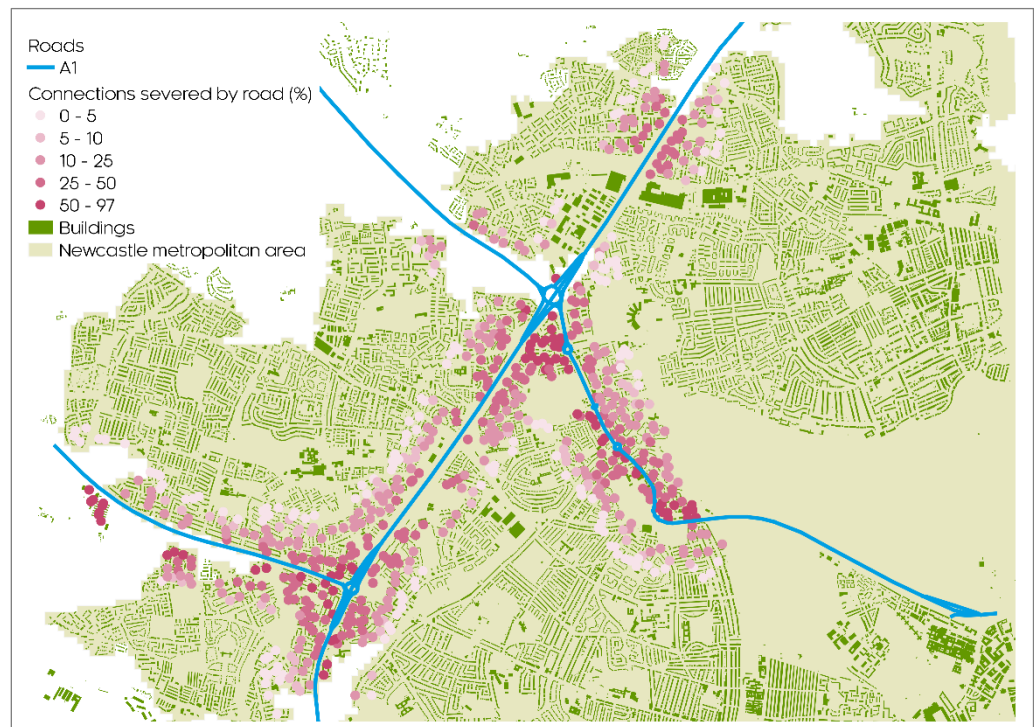 Roads
A1
Connections severed by road (%)
0 - 5
5 - 10
10 - 25
25 - 50
50 - 97
Buildings
Newcastle metropolitan area